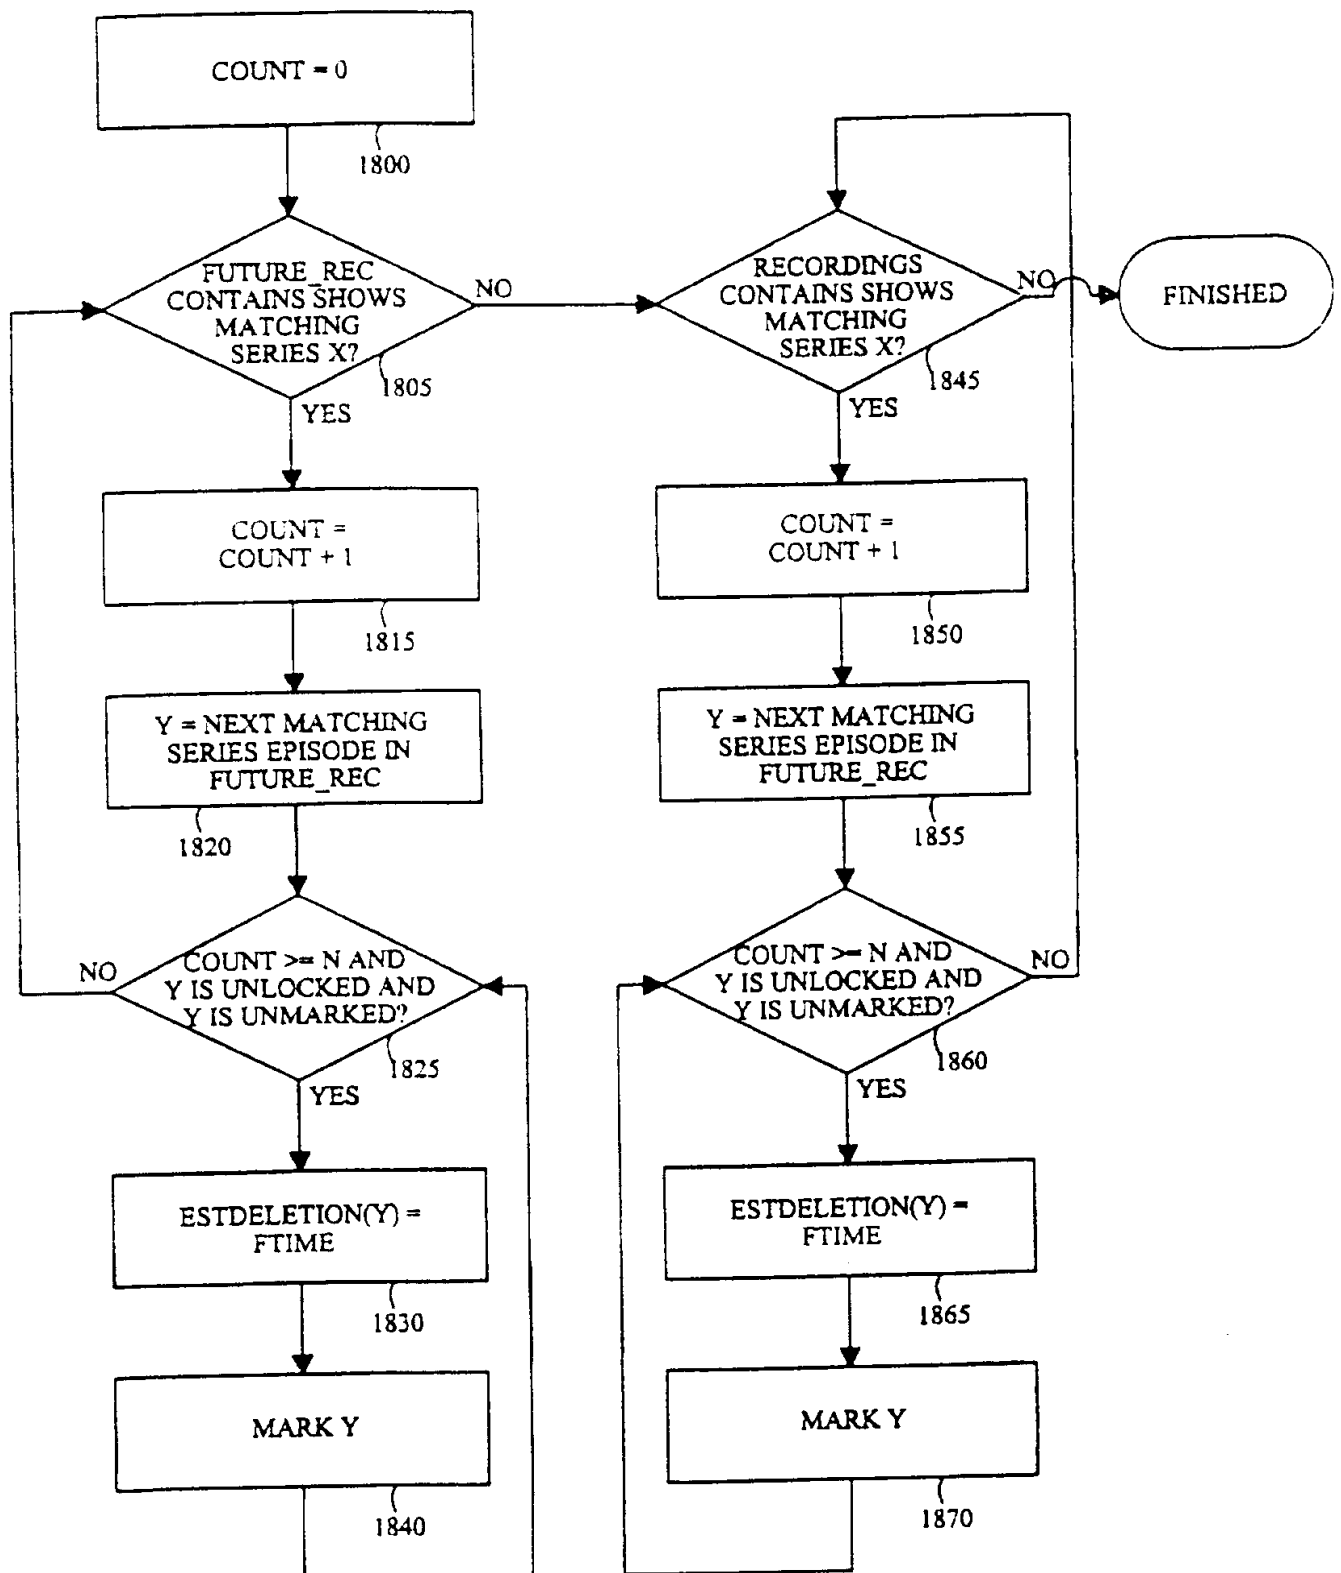 COUNT = 0
1800
FUTURE_REC
CONTAINS SHOWS
MATCHING
SERIES X?
1805
NO
YES
COUNT =
COUNT + 1
1815
Y = NEXT MATCHING
SERIES EPISODE IN
FUTURE_REC
1820
COUNT >= N AND
Y IS UNLOCKED AND
Y IS UNMARKED?
1825
NO
YES
ESTDELETION(Y) =
FTIME
1830
MARK Y
1840
RECORDINGS
CONTAINS SHOWS
MATCHING
SERIES X?
1845
NO
FINISHED
YES
COUNT =
COUNT + 1
1850
Y = NEXT MATCHING
SERIES EPISODE IN
FUTURE_REC
1855
COUNT >= N AND
Y IS UNLOCKED AND
Y IS UNMARKED?
1860
NO
YES
ESTDELETION(Y) =
FTIME
1865
MARK Y
1870